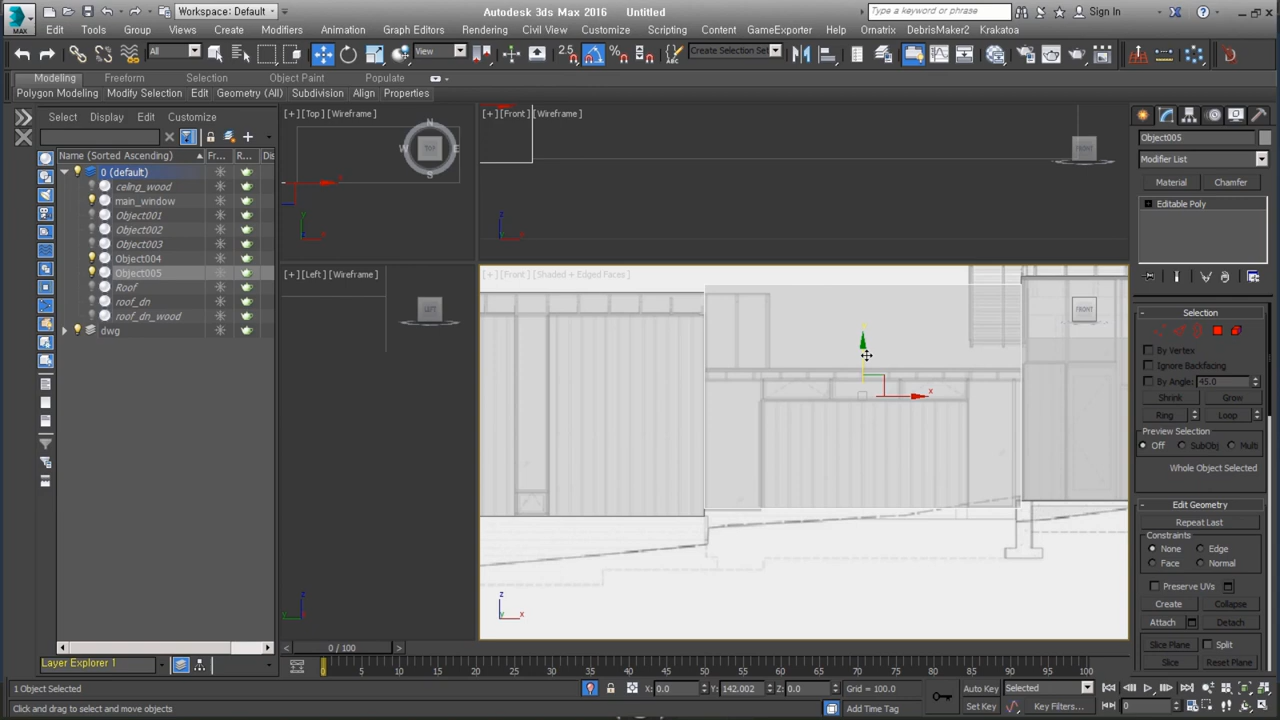 Workspace: Default
Autodesk 3ds Max 2016 Untitled
Type a keyword or phrase
Sign In
MAX
Edit Tools Group Views Create Modifiers Animation Graph Editors Rendering Civil View Customize Scripting Content GameExporter Help Ornatrix DebrisMaker2 Krakatoa
All
View
2.5
Create Selection Set
Modeling Freeform Selection Object Paint Populate
Polygon Modeling Modify Selection Edit Geometry (All) Subdivision Align Properties
Select Display Edit Customize
Name (Sorted Ascending) Fr... R... Dis
0 (default)
celing_wood
main_window
Object001
Object002
Object003
Object004
Object005
Roof
roof_dn
roof_dn_wood
dwg
Layer Explorer 1
[+] [Top] [Wireframe]
N
W TOP E
S
y
x
z
[+] [Front] [Wireframe]
FRONT
z
x
[+] [Left] [Wireframe]
LEFT
z
y
[+] [Front] [Shaded + Edged Faces]
FRONT
x
z
x
Object005
Modifier List
Material Chamfer
Editable Poly
Selection
By Vertex
Ignore Backfacing
By Angle: 45.0
Shrink Grow
Ring Loop
Preview Selection
Off SubObj Multi
Whole Object Selected
Edit Geometry
Repeat Last
Constraints
None Edge
Face Normal
Preserve UVs
Create Collapse
Attach Detach
Slice Plane Split
Slice Reset Plane
0 / 100
0 5 10 15 20 25 30 35 40 45 50 55 60 65 70 75 80 85 90 95 100
1 Object Selected
X: 0.0 Y: 142.002 Z: 0.0 Grid = 100.0
Auto Key Selected
Click and drag to select and move objects
Add Time Tag
Set Key Key Filters... 0